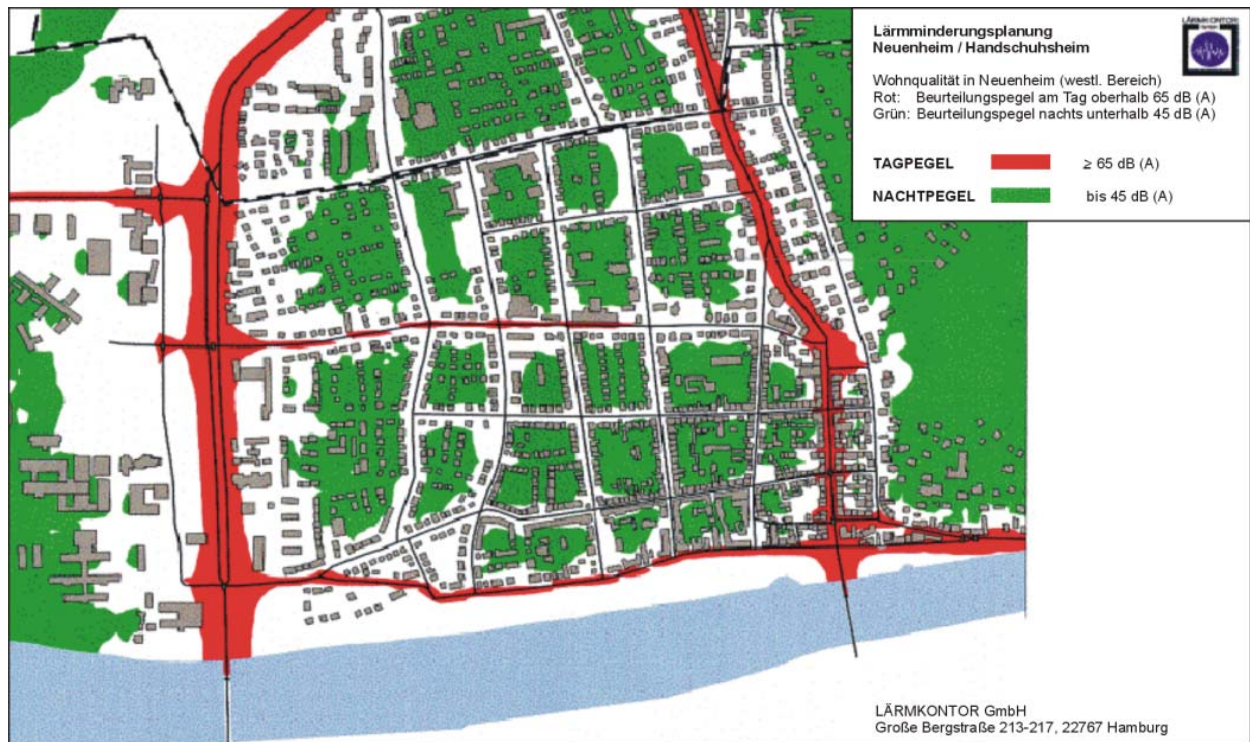 Lärmminderungsplanung
Neuenheim / Handschuhsheim
LÄRMKONTOR
Wohnqualität in Neuenheim (westl. Bereich)
Rot: Beurteilungspegel am Tag oberhalb 65 dB (A)
Grün: Beurteilungspegel nachts unterhalb 45 dB (A)
TAGPEGEL ≥ 65 dB (A)
NACHTPEGEL bis 45 dB (A)
LÄRMKONTOR GmbH
Große Bergstraße 213-217, 22767 Hamburg